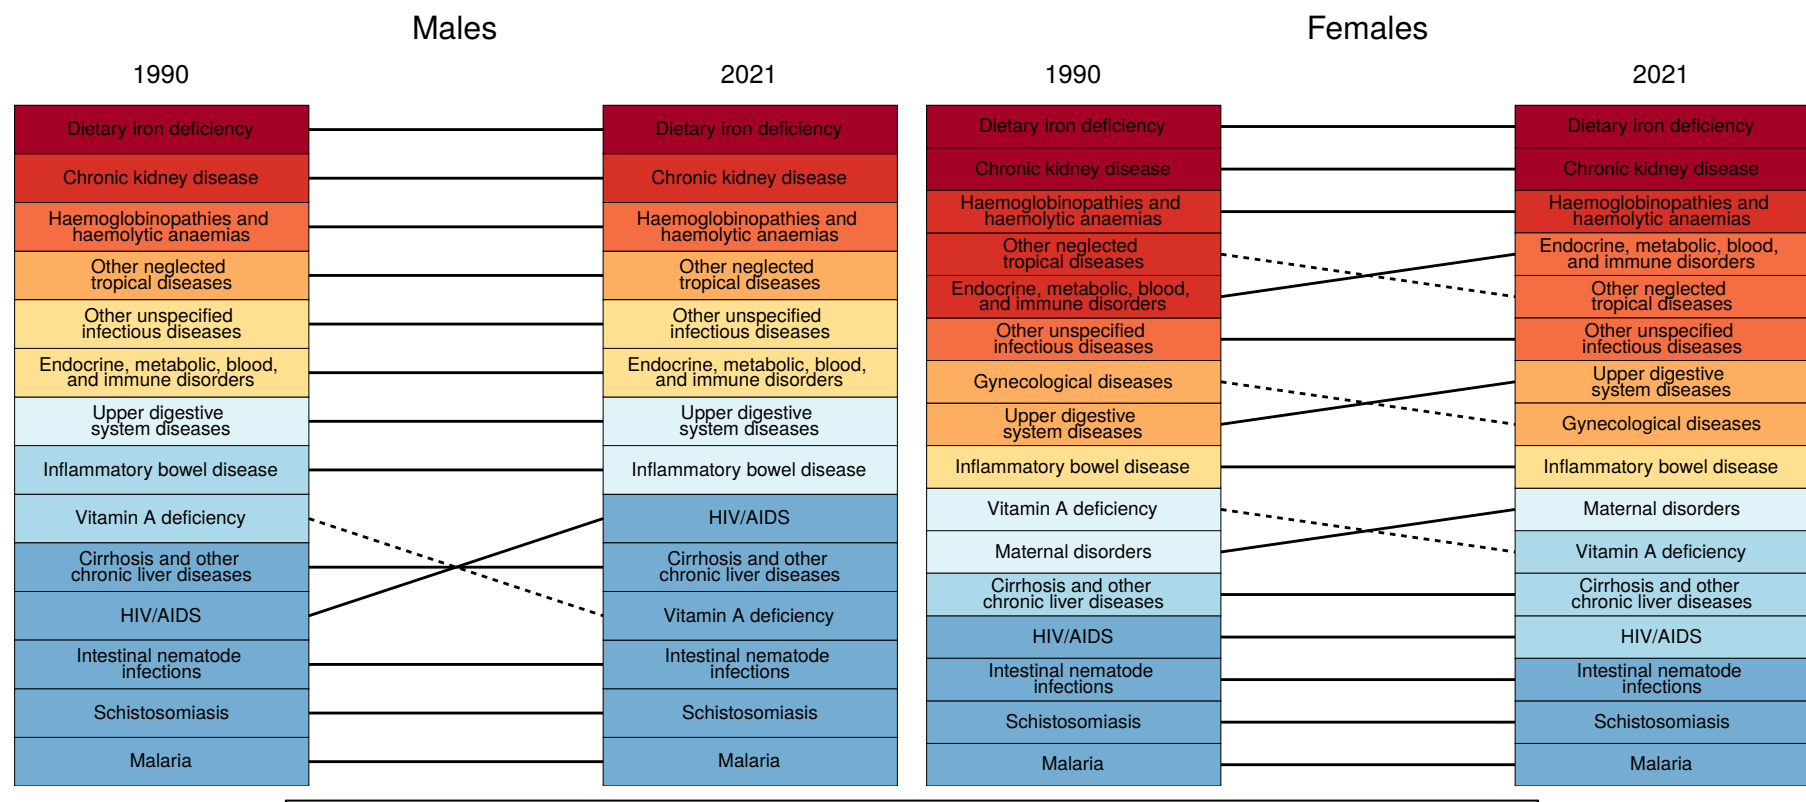 Males
1990
2021
Dietary iron deficiency
Chronic kidney disease
Haemoglobinopathies and
haemolytic anaemias
Other neglected
tropical diseases
Other unspecified
infectious diseases
Endocrine, metabolic, blood,
and immune disorders
Upper digestive
system diseases
Inflammatory bowel disease
Vitamin A deficiency
Cirrhosis and other
chronic liver diseases
HIV/AIDS
Intestinal nematode
infections
Schistosomiasis
Malaria
Dietary iron deficiency
Chronic kidney disease
Haemoglobinopathies and
haemolytic anaemias
Other neglected
tropical diseases
Other unspecified
infectious diseases
Endocrine, metabolic, blood,
and immune disorders
Upper digestive
system diseases
Inflammatory bowel disease
HIV/AIDS
Cirrhosis and other
chronic liver diseases
Vitamin A deficiency
Intestinal nematode
infections
Schistosomiasis
Malaria
Females
1990
2021
Dietary iron deficiency
Chronic kidney disease
Haemoglobinopathies and
haemolytic anaemias
Other neglected
tropical diseases
Endocrine, metabolic, blood,
and immune disorders
Other unspecified
infectious diseases
Gynecological diseases
Upper digestive
system diseases
Inflammatory bowel disease
Vitamin A deficiency
Maternal disorders
Cirrhosis and other
chronic liver diseases
HIV/AIDS
Intestinal nematode
infections
Schistosomiasis
Malaria
Dietary iron deficiency
Chronic kidney disease
Haemoglobinopathies and
haemolytic anaemias
Endocrine, metabolic, blood,
and immune disorders
Other neglected
tropical diseases
Other unspecified
infectious diseases
Upper digestive
system diseases
Gynecological diseases
Inflammatory bowel disease
Maternal disorders
Vitamin A deficiency
Cirrhosis and other
chronic liver diseases
HIV/AIDS
Intestinal nematode
infections
Schistosomiasis
Malaria